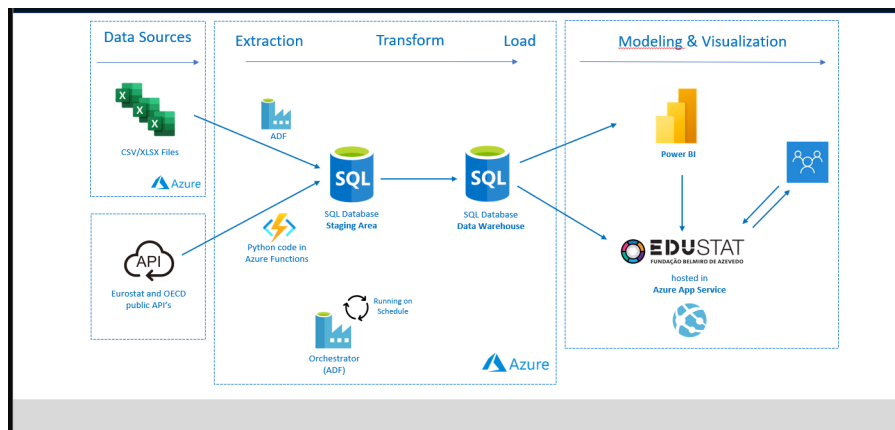 Data Sources
CSV/XLSX Files
Azure
API
Eurostat and OECD
public API's
Extraction
Transform
Load
ADF
SQL
SQL Database
Staging Area
SQL
SQL Database
Data Warehouse
Python code in
Azure Functions
Running on
Schedule
Orchestrator
(ADF)
Azure
Modeling & Visualization
Power BI
EDUSTAT
FUNDAÇÃO BELMIRO DE AZEVEDO
hosted in
Azure App Service